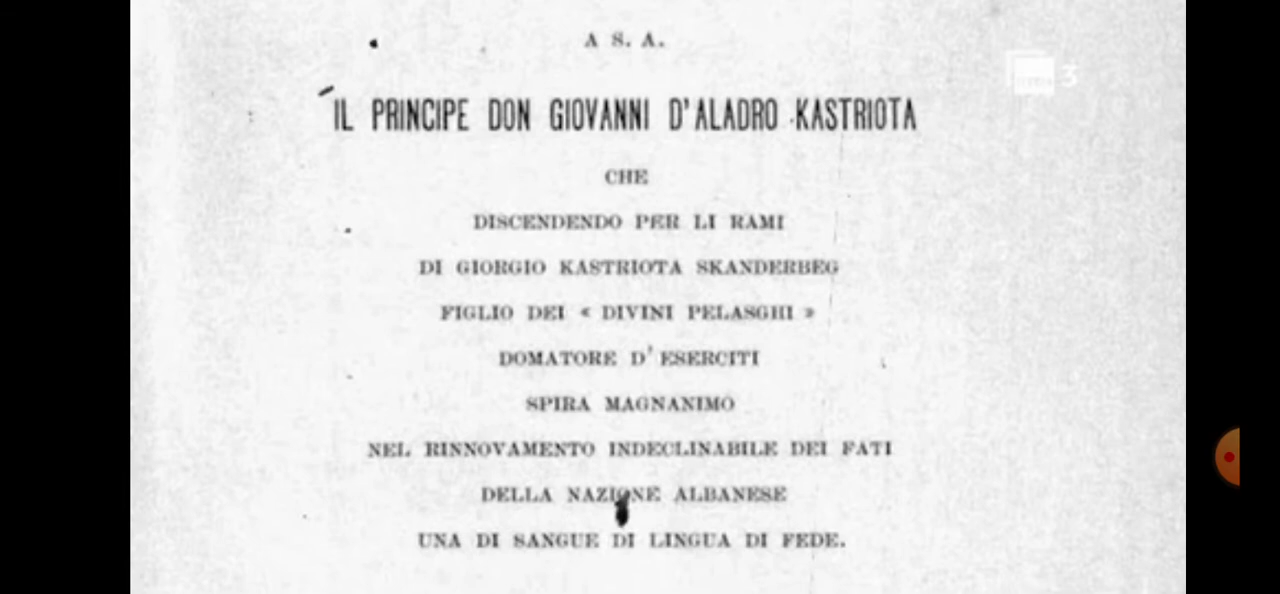 A S. A.
IL PRINCIPE DON GIOVANNI D'ALADRO KASTRIOTA
CHE
DISCENDENDO PER LI RAMI
DI GIORGIO KASTRIOTA SKANDERBEG
FIGLIO DEI « DIVINI PELASGHI »
DOMATORE D'ESERCITI
SPIRA MAGNANIMO
NEL RINNOVAMENTO INDECLINABILE DEI FATI
DELLA NAZIONE ALBANESE
UNA DI SANGUE DI LINGUA DI FEDE.
3